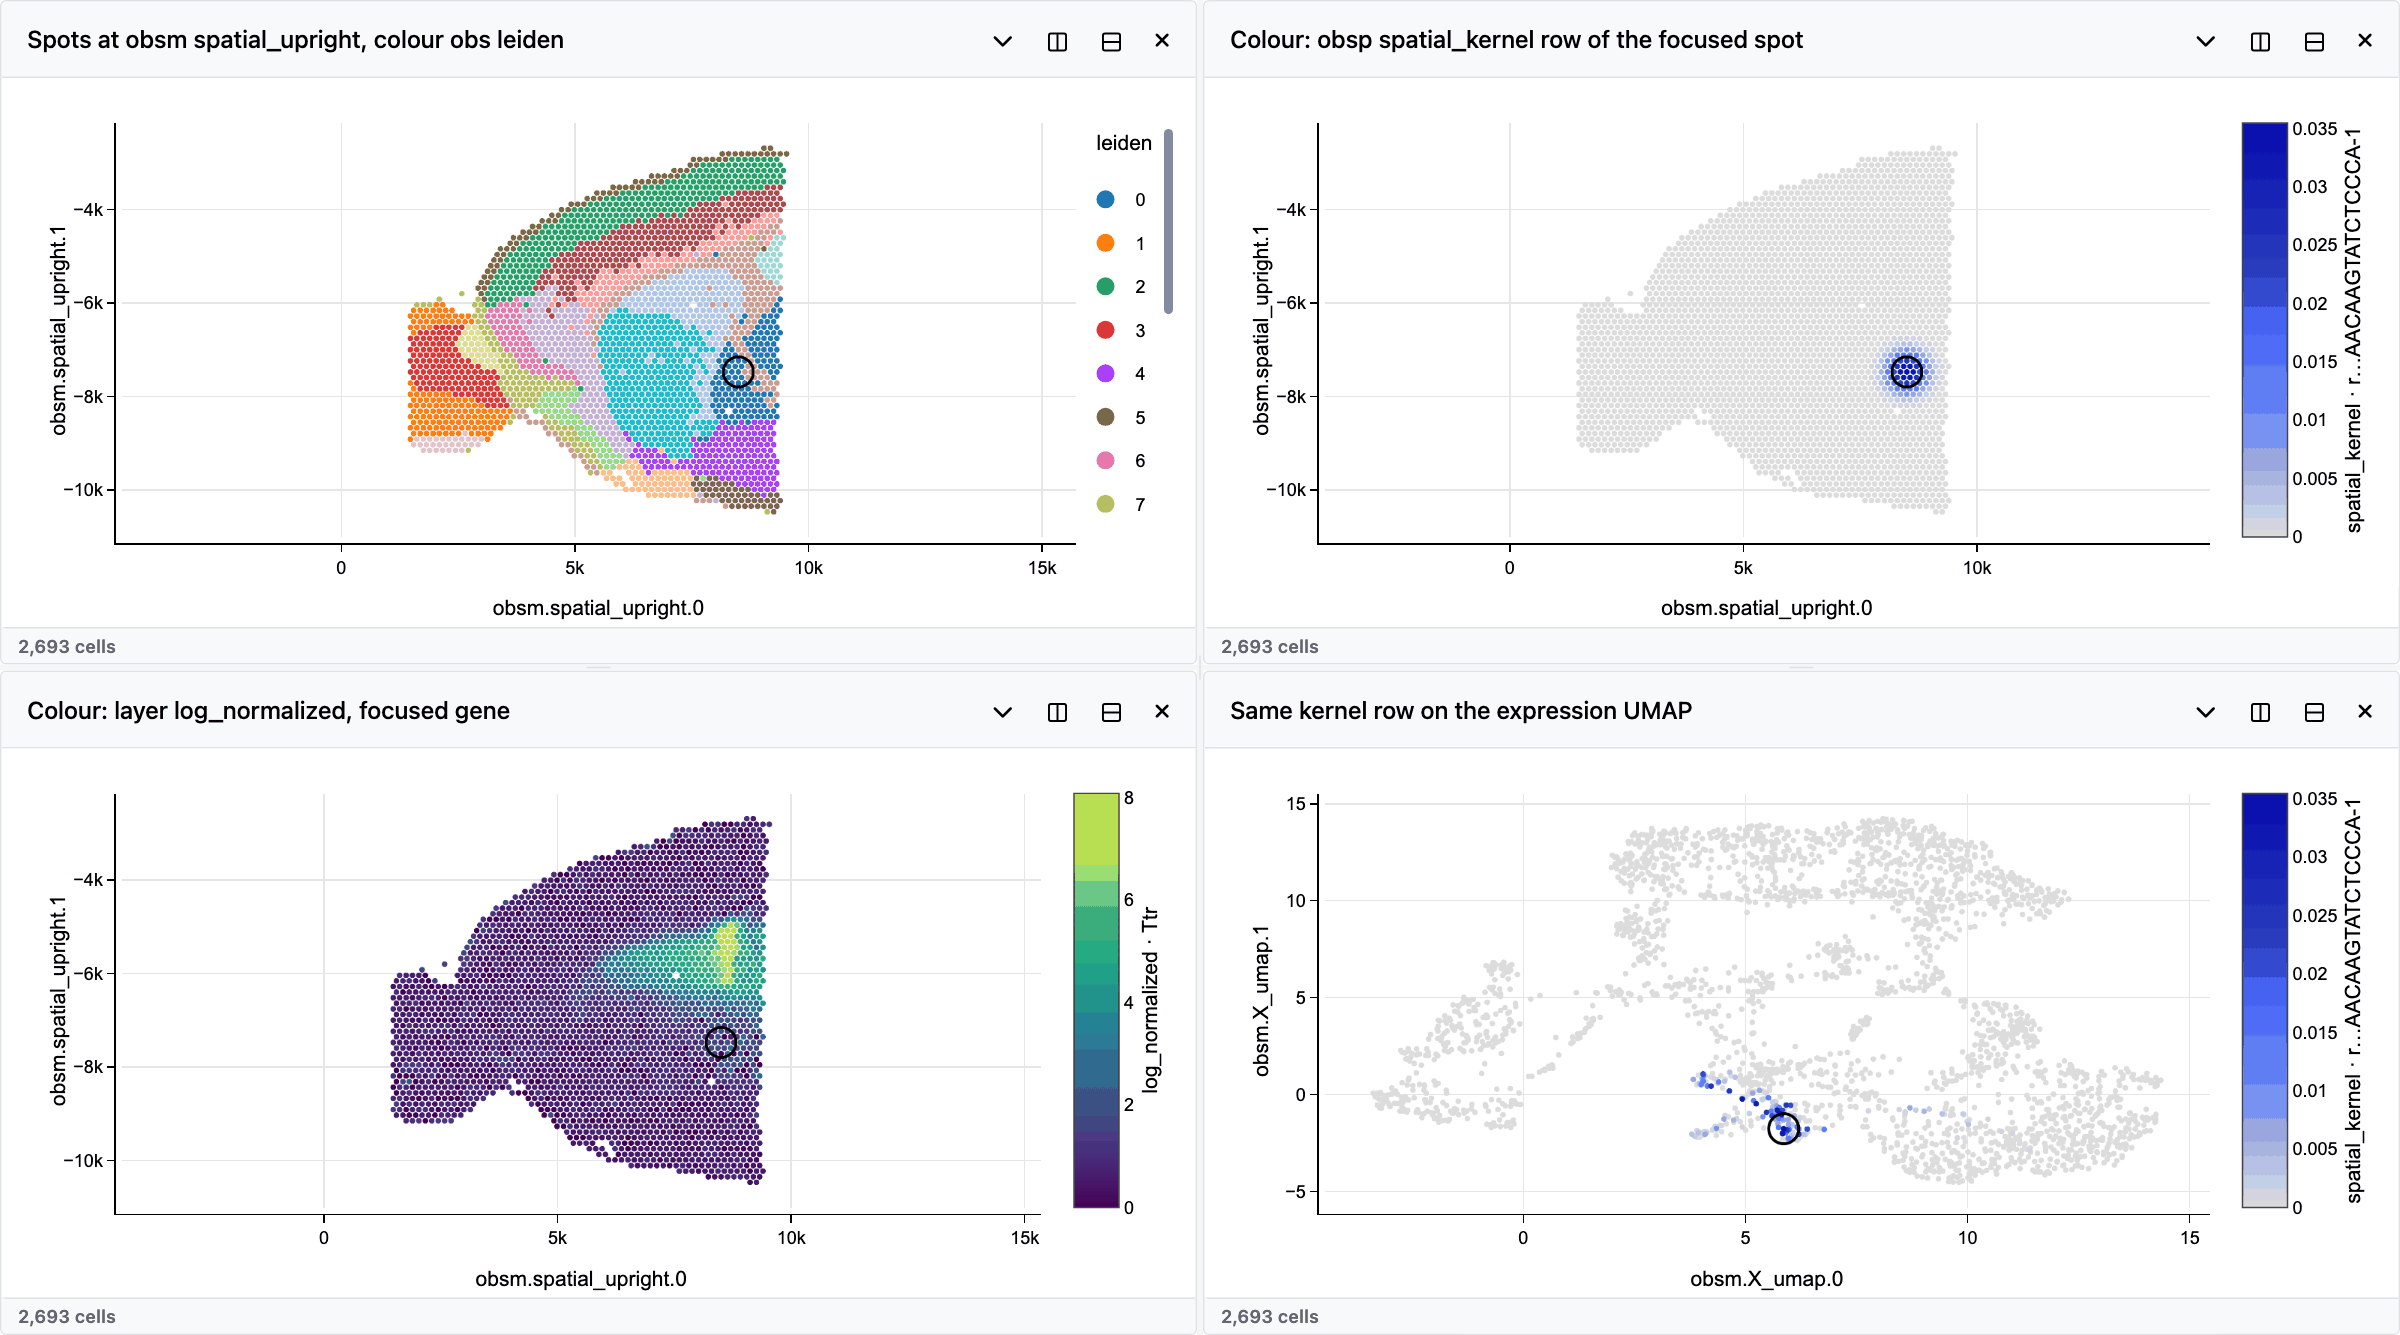 Spots at obsm spatial_upright, colour obs leiden
obsm.spatial_upright.1
−4k
−6k
−8k
−10k
0
5k
10k
15k
obsm.spatial_upright.0
leiden
0
1
2
3
4
5
6
7
2,693 cells
Colour: obsp spatial_kernel row of the focused spot
obsm.spatial_upright.1
−4k
−6k
−8k
−10k
0
5k
10k
obsm.spatial_upright.0
0.035
0.03
0.025
0.02
0.015
0.01
0.005
0
spatial_kernel · r…AACAAGTATCTCCCA-1
2,693 cells
Colour: layer log_normalized, focused gene
obsm.spatial_upright.1
−4k
−6k
−8k
−10k
0
5k
10k
15k
obsm.spatial_upright.0
8
6
4
2
0
log_normalized · Ttr
2,693 cells
Same kernel row on the expression UMAP
obsm.X_umap.1
15
10
5
0
−5
0
5
10
15
obsm.X_umap.0
0.035
0.03
0.025
0.02
0.015
0.01
0.005
0
spatial_kernel · r…AACAAGTATCTCCCA-1
2,693 cells